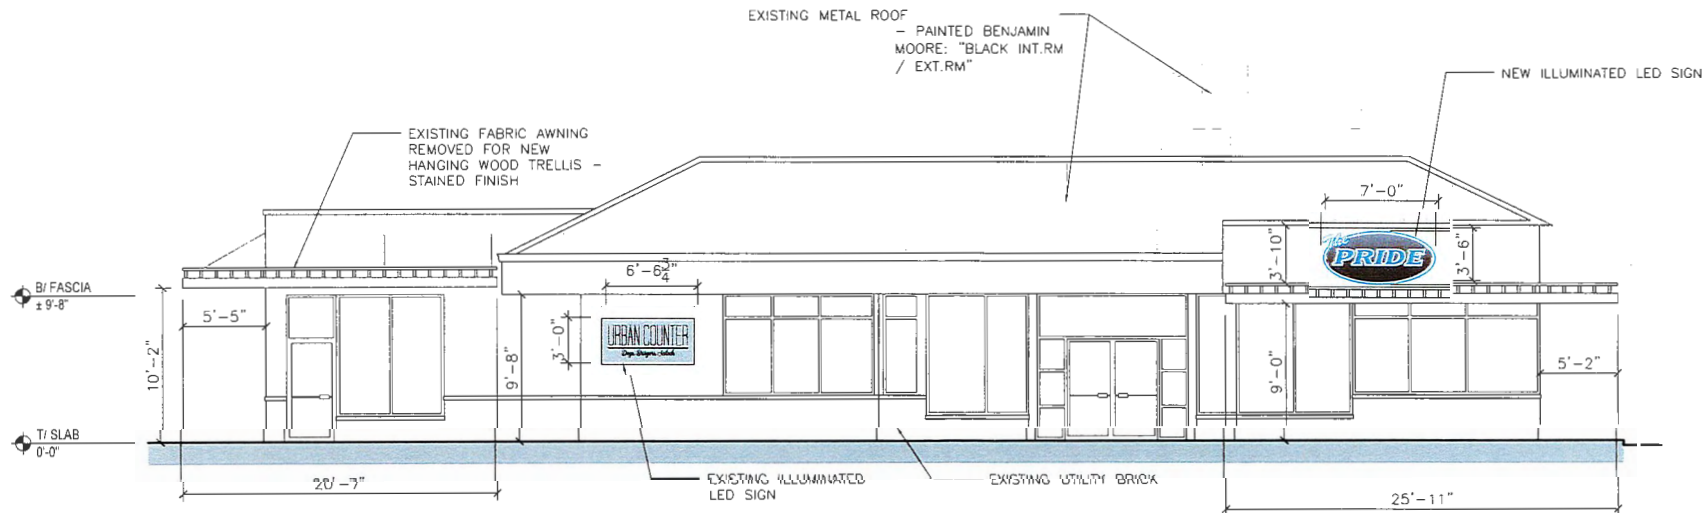 EXISTING METAL ROOF
- PAINTED BENJAMIN
MOORE: "BLACK INT.RM
/ EXT.RM"
NEW ILLUMINATED LED SIGN
EXISTING FABRIC AWNING
REMOVED FOR NEW
HANGING WOOD TRELLIS -
STAINED FINISH
7'-0"
3'-10"
The
PRIDE
3'-6"
6'-6 3/4"
B/ FASCIA
± 9'-8"
5'-5"
3'-0"
URBAN COUNTER
10'-2"
9'-8"
9'-0"
5'-2"
T/ SLAB
0'-0"
EXISTING ILLUMINATED
LED SIGN
EXISTING UTILITY BRICK
25'-11"